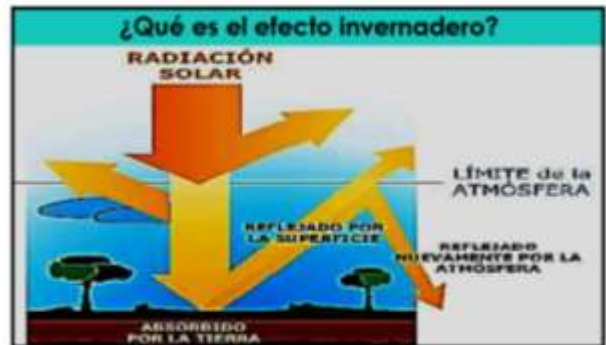 ¿Qué es el efecto invernadero?
RADIACIÓN
SOLAR
LÍMITE de la
ATMÓSFERA
REFLEJADO POR
LA SUPERFICIE
REFLEJADO
NUEVAMENTE POR LA
ATMÓSFERA
ABSORBIDO
POR LA TIERRA